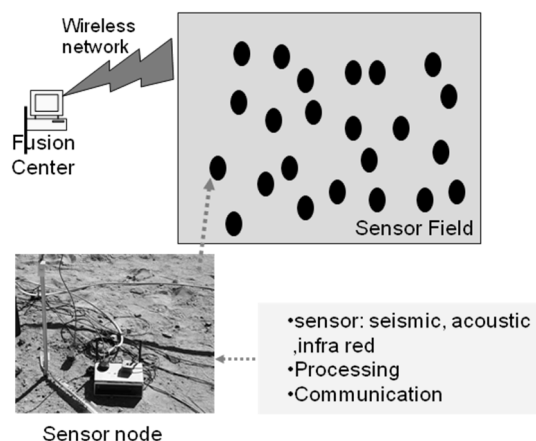 Wireless
network
Fusion
Center
Sensor Field
•sensor: seismic, acoustic
,infra red
•Processing
•Communication
Sensor node